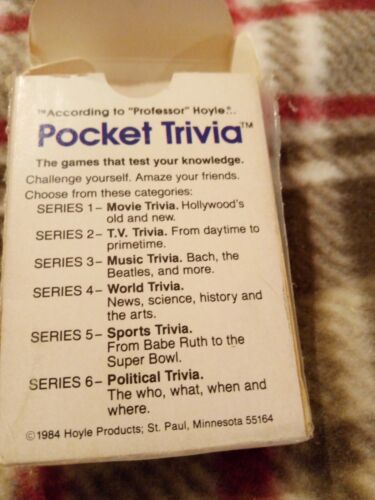 ™According to "Professor" Hoyle®...
Pocket Trivia™
The games that test your knowledge.
Challenge yourself. Amaze your friends.
Choose from these categories:
SERIES 1– Movie Trivia. Hollywood's
old and new.
SERIES 2– T.V. Trivia. From daytime to
primetime.
SERIES 3– Music Trivia. Bach, the
Beatles, and more.
SERIES 4– World Trivia.
News, science, history and
the arts.
SERIES 5– Sports Trivia.
From Babe Ruth to the
Super Bowl.
SERIES 6– Political Trivia.
The who, what, when and
where.
©1984 Hoyle Products; St. Paul, Minnesota 55164